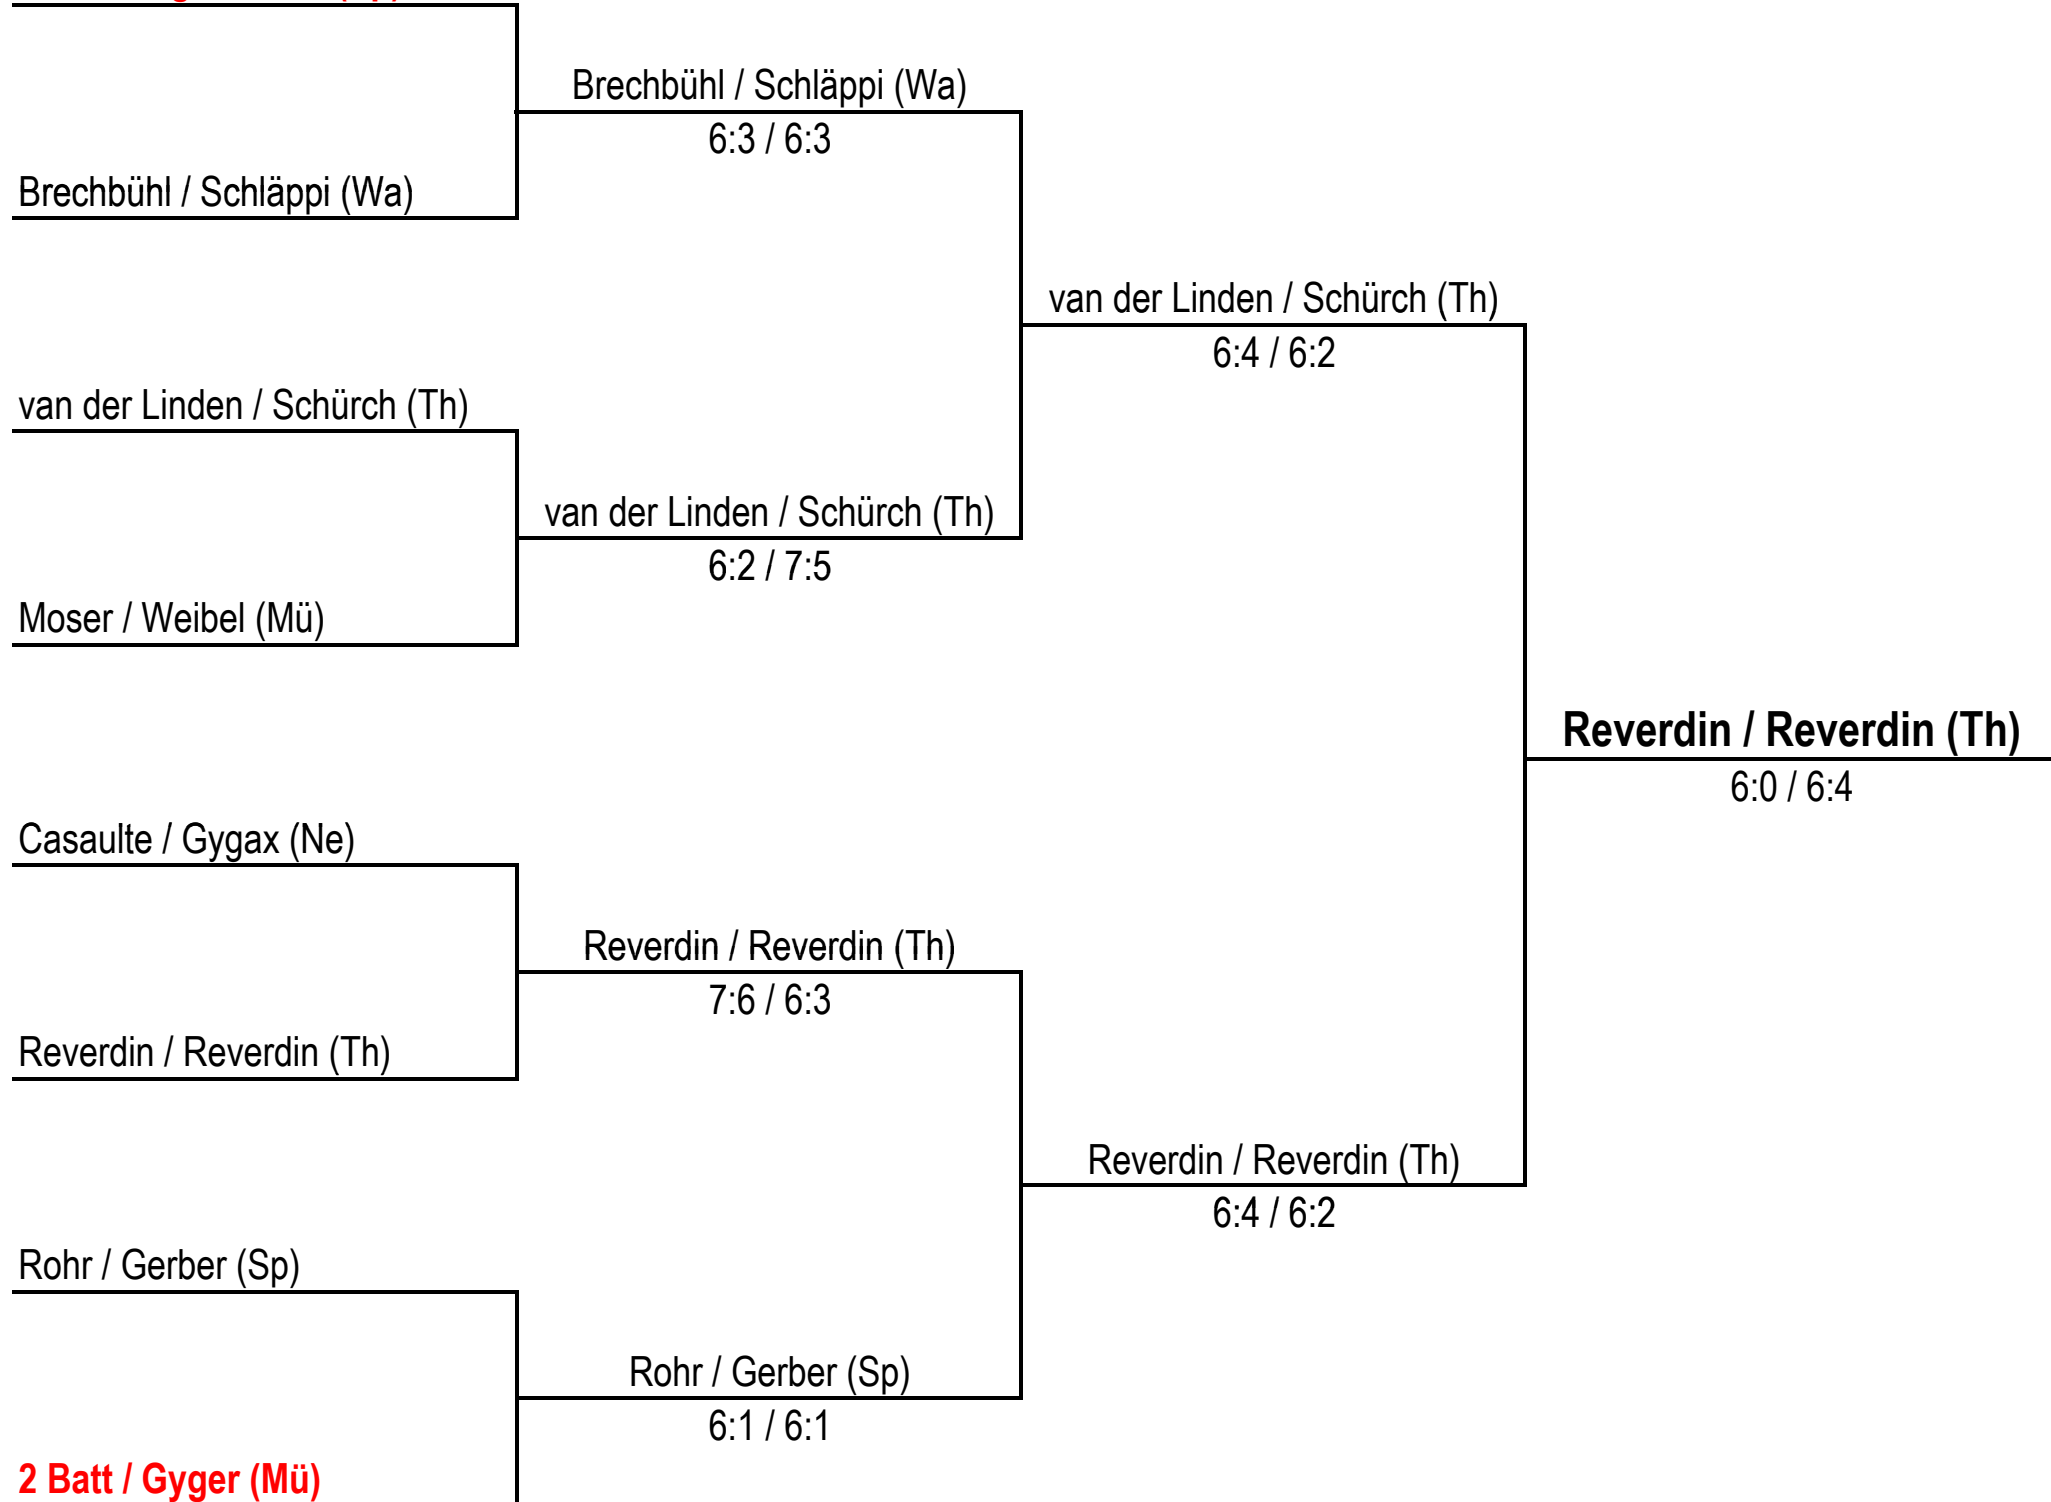 Brechbühl / Schläppi (Wa)
6:3 / 6:3
Brechbühl / Schläppi (Wa)
van der Linden / Schürch (Th)
6:4 / 6:2
van der Linden / Schürch (Th)
van der Linden / Schürch (Th)
6:2 / 7:5
Moser / Weibel (Mü)
Reverdin / Reverdin (Th)
6:0 / 6:4
Casaulte / Gygax (Ne)
Reverdin / Reverdin (Th)
7:6 / 6:3
Reverdin / Reverdin (Th)
Reverdin / Reverdin (Th)
6:4 / 6:2
Rohr / Gerber (Sp)
Rohr / Gerber (Sp)
6:1 / 6:1
2 Batt / Gyger (Mü)